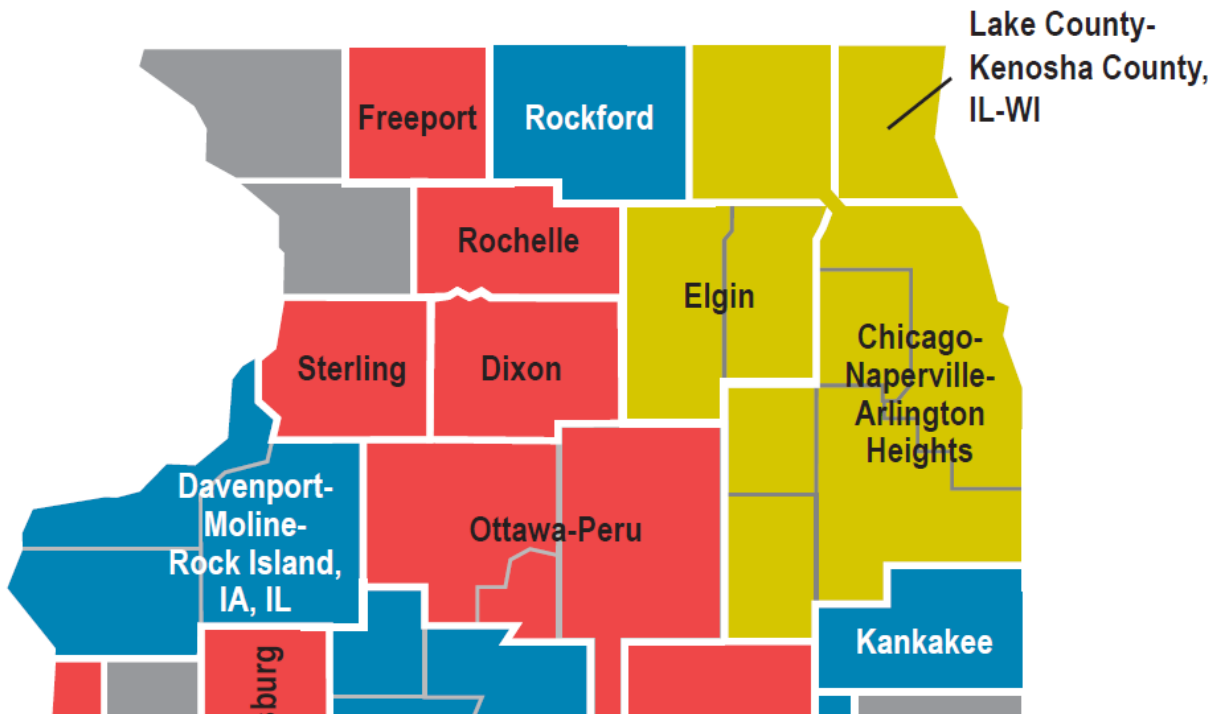 Lake County-
Kenosha County,
IL-WI
Freeport
Rockford
Rochelle
Elgin
Sterling
Dixon
Chicago-
Naperville-
Arlington
Heights
Davenport-
Moline-
Rock Island,
IA, IL
Ottawa-Peru
Kankakee
sburg